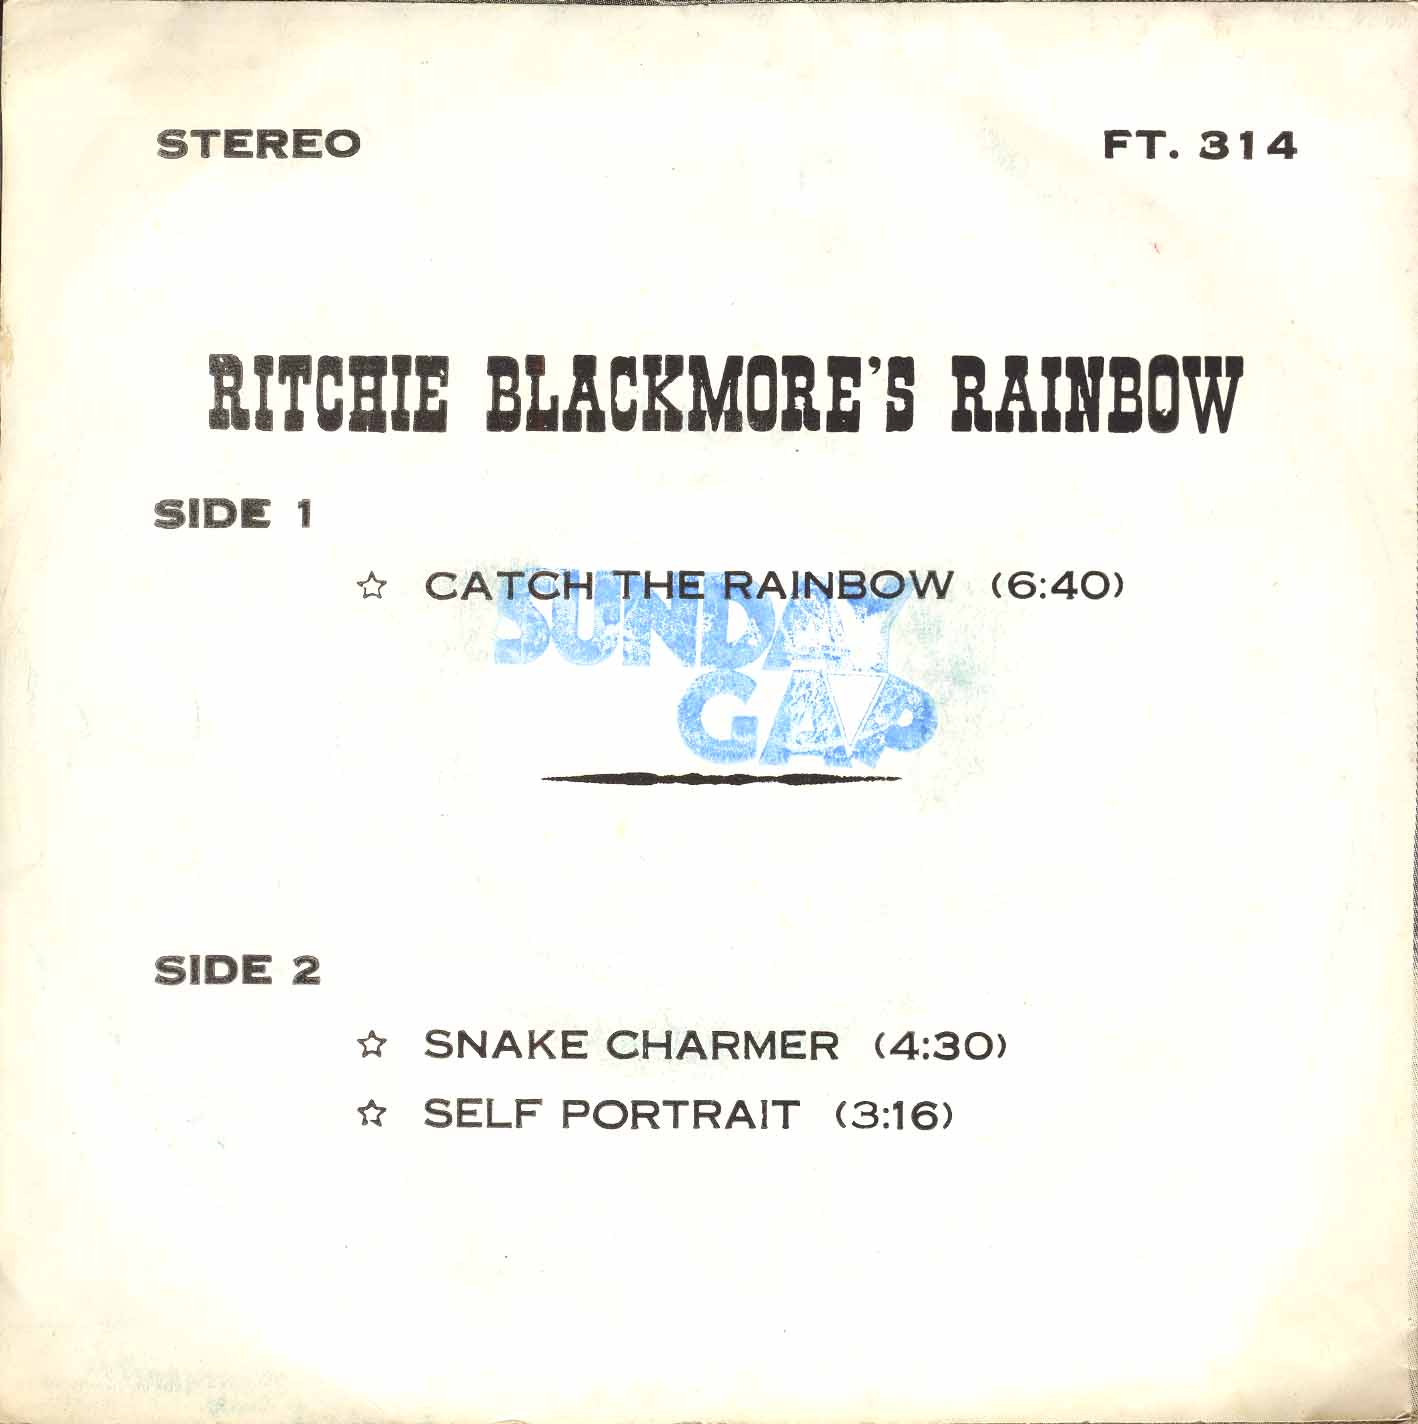 STEREO
FT. 314
RITCHIE BLACKMORE'S RAINBOW
SIDE 1
☆ CATCH THE RAINBOW (6:40)
SUNDAY
GAP
SIDE 2
☆ SNAKE CHARMER (4:30)
☆ SELF PORTRAIT (3:16)